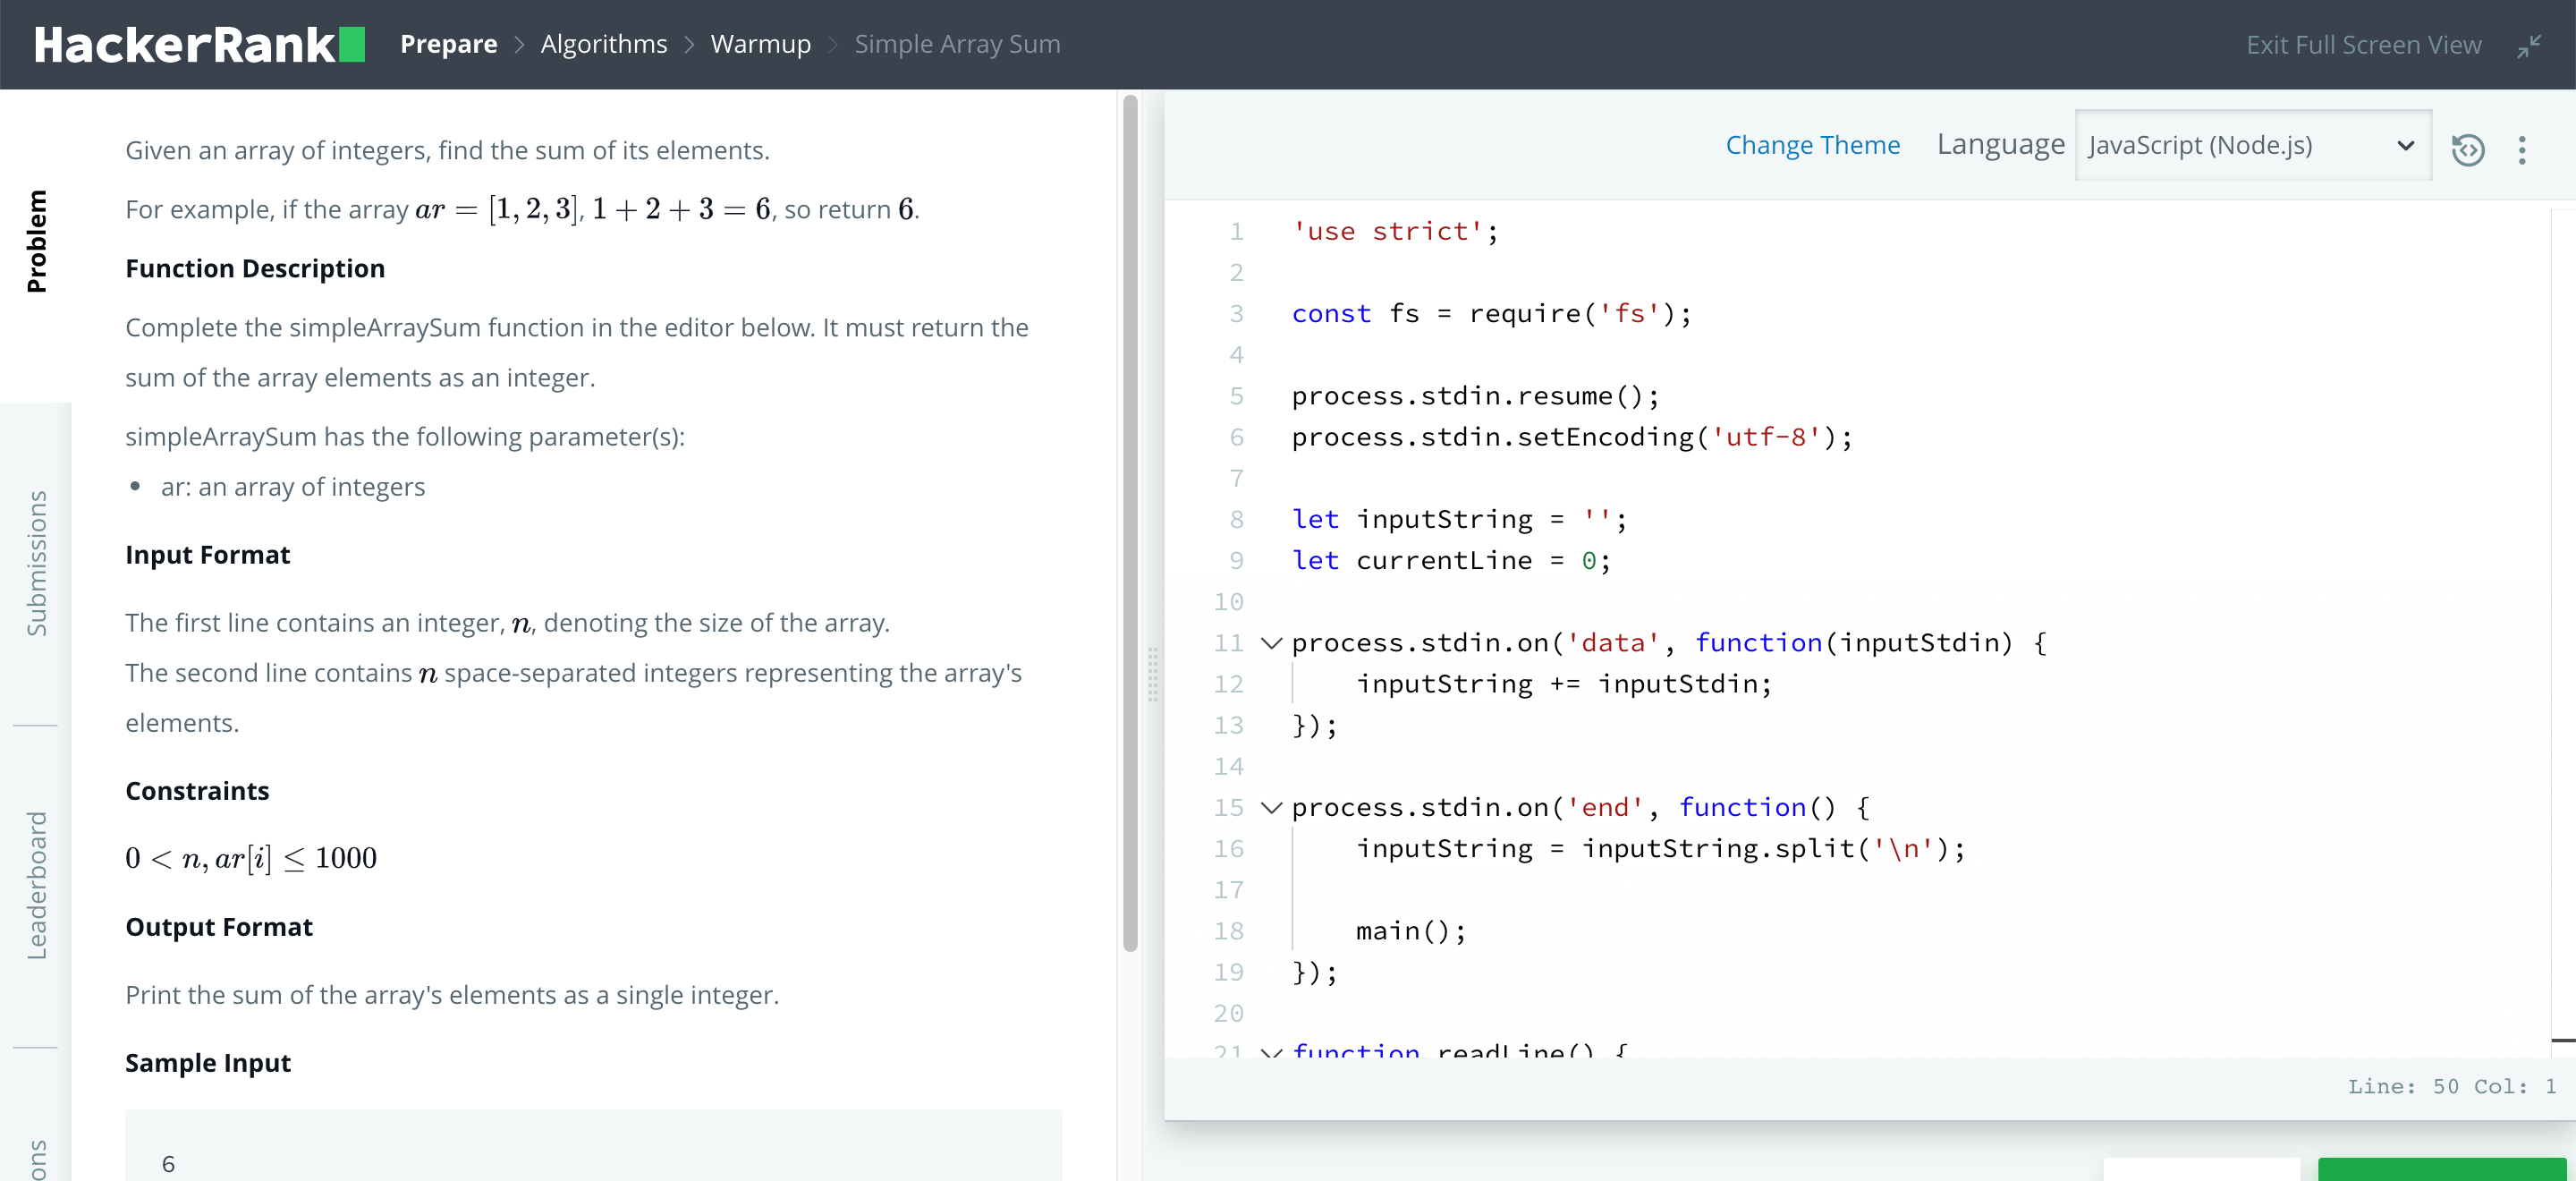 HackerRank Prepare > Algorithms > Warmup > Simple Array Sum Exit Full Screen View
Problem
Submissions
Leaderboard
ons
Given an array of integers, find the sum of its elements.
For example, if the array ar = [1, 2, 3], 1 + 2 + 3 = 6, so return 6.
Function Description
Complete the simpleArraySum function in the editor below. It must return the
sum of the array elements as an integer.
simpleArraySum has the following parameter(s):
• ar: an array of integers
Input Format
The first line contains an integer, n, denoting the size of the array.
The second line contains n space-separated integers representing the array's
elements.
Constraints
0 < n, ar[i] ≤ 1000
Output Format
Print the sum of the array's elements as a single integer.
Sample Input
6
Change Theme Language JavaScript (Node.js)
1 'use strict';
2
3 const fs = require('fs');
4
5 process.stdin.resume();
6 process.stdin.setEncoding('utf-8');
7
8 let inputString = '';
9 let currentLine = 0;
10
11 process.stdin.on('data', function(inputStdin) {
12 inputString += inputStdin;
13 });
14
15 process.stdin.on('end', function() {
16 inputString = inputString.split('\n');
17
18 main();
19 });
20
21 function readLine() {
Line: 50 Col: 1